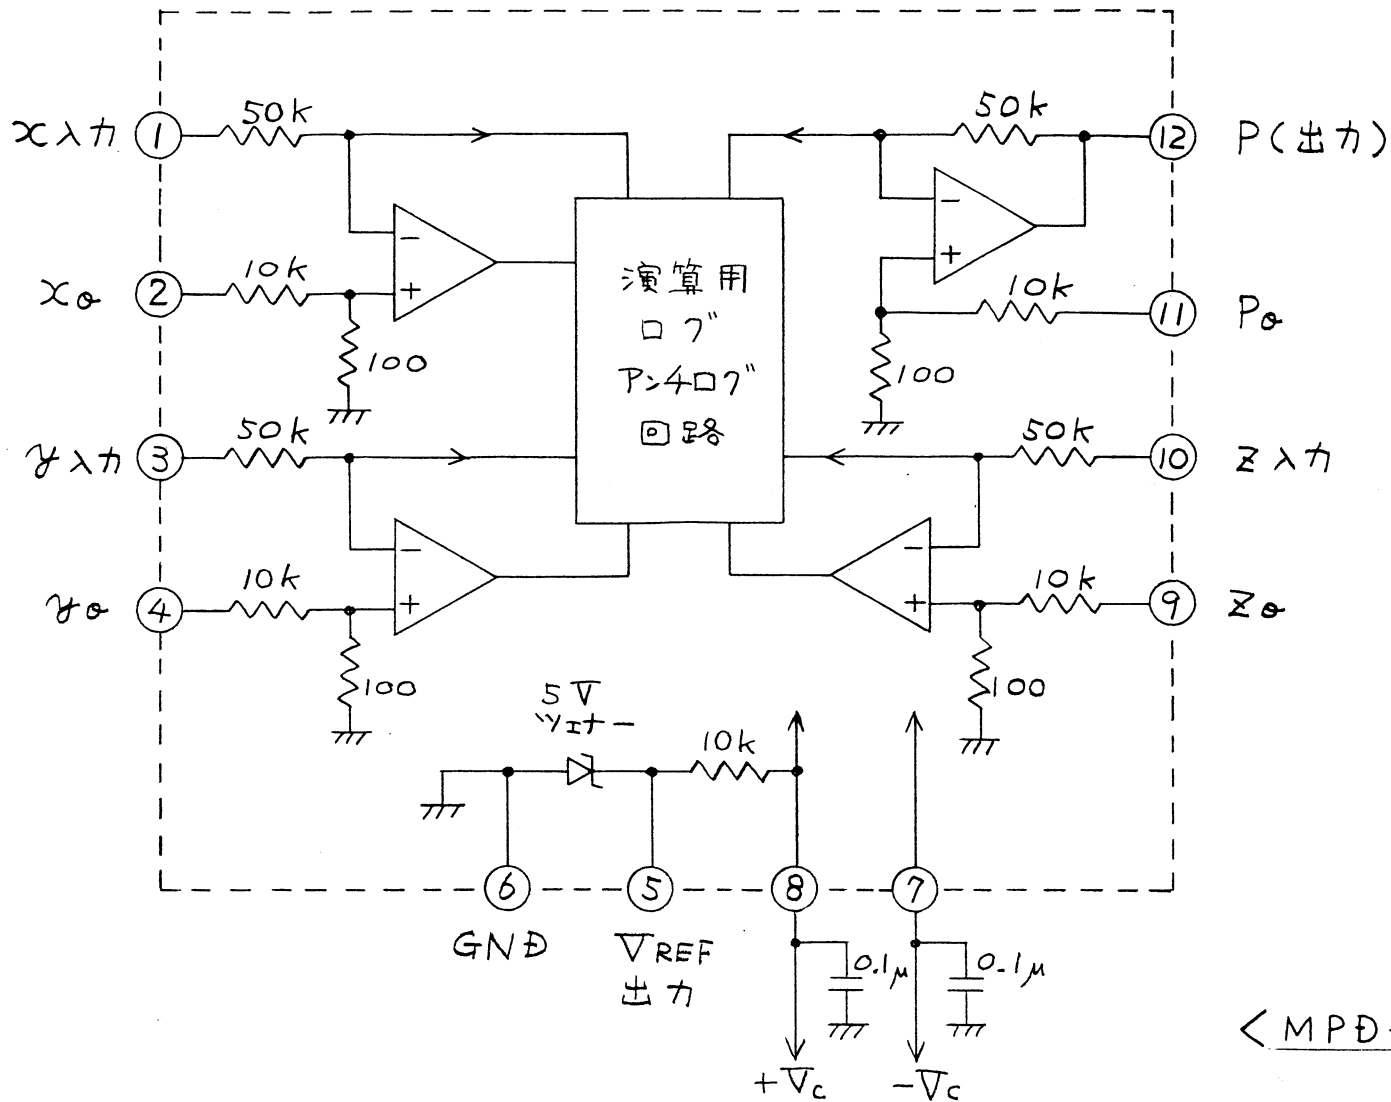 x入力 ① 50k
50k ⑫ P(出力)
x₀ ② 10k
100
演算用
ログ
アンチログ
回路
10k ⑪ P₀
100
y入力 ③ 50k
50k ⑩ Z入力
y₀ ④ 10k
100
10k ⑨ Z₀
100
5V
ツェナー
10k
⑥ ⑤ ⑧ ⑦
GND
VREF
出力
0.1μ
0.1μ
+Vc
-Vc
<MPD